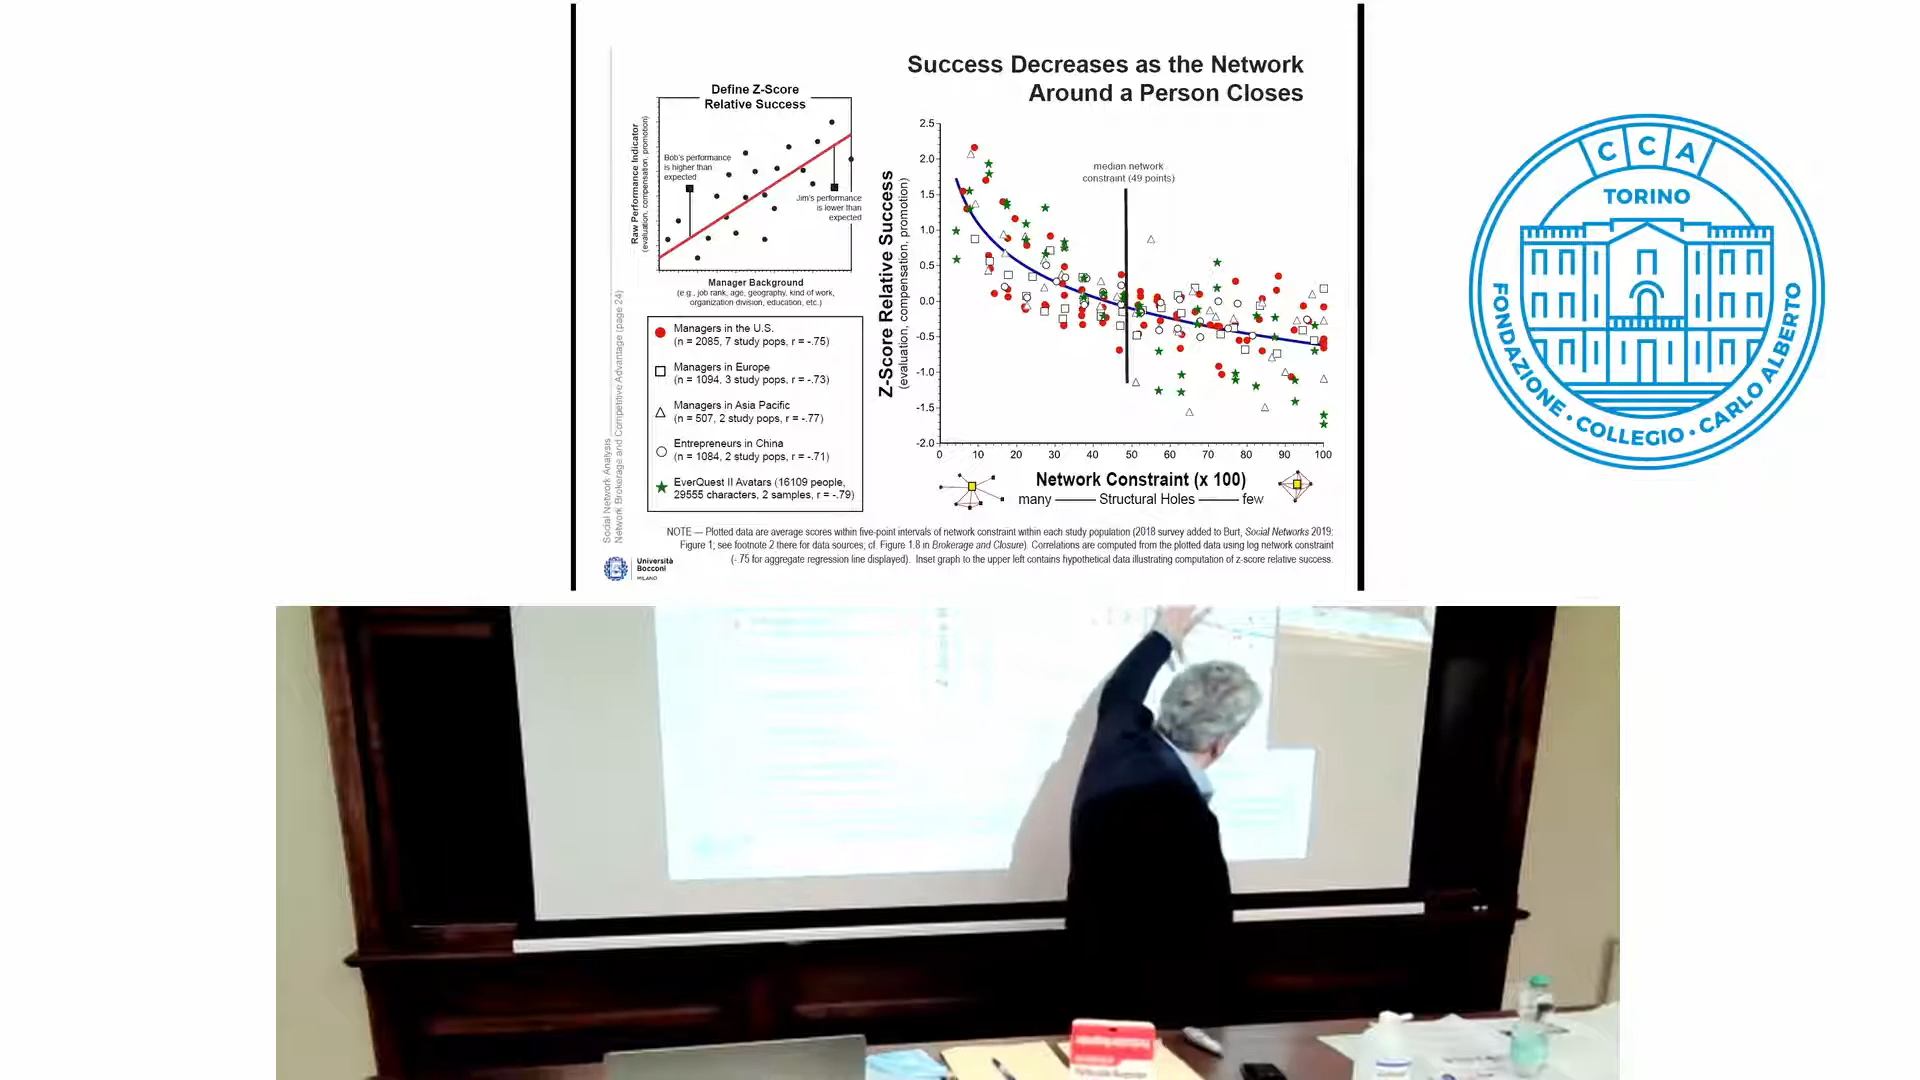 Success Decreases as the Network
Around a Person Closes
Define Z-Score
Relative Success
Raw Performance Indicator
(evaluation, compensation, promotion)
Bob's performance
is higher than
expected
Jim's performance
is lower than
expected
Manager Background
(e.g., job rank, age, geography, kind of work,
organization division, education, etc.)
Managers in the U.S.
(n = 2085, 7 study pops, r = -.75)
Managers in Europe
(n = 1094, 3 study pops, r = -.73)
Managers in Asia Pacific
(n = 507, 2 study pops, r = -.77)
Entrepreneurs in China
(n = 1084, 2 study pops, r = -.71)
EverQuest II Avatars (16109 people,
29555 characters, 2 samples, r = -.79)
Z-Score Relative Success
(evaluation, compensation, promotion)
2.5
2.0
1.5
1.0
0.5
0.0
-0.5
-1.0
-1.5
-2.0
median network
constraint (49 points)
0 10 20 30 40 50 60 70 80 90 100
Network Constraint (x 100)
many Structural Holes few
NOTE — Plotted data are average scores within five-point intervals of network constraint within each study population (2018 survey added to Burt, Social Networks 2019:
Figure 1; see footnote 2 there for data sources; cf. Figure 1.8 in Brokerage and Closure). Correlations are computed from the plotted data using log network constraint
(-.75 for aggregate regression line displayed). Inset graph to the upper left contains hypothetical data illustrating computation of z-score relative success.
Social Network Analysis
Network Brokerage and Competitive Advantage (page 24)
Università
Bocconi
MILANO
CCA
TORINO
FONDAZIONE • COLLEGIO • CARLO ALBERTO